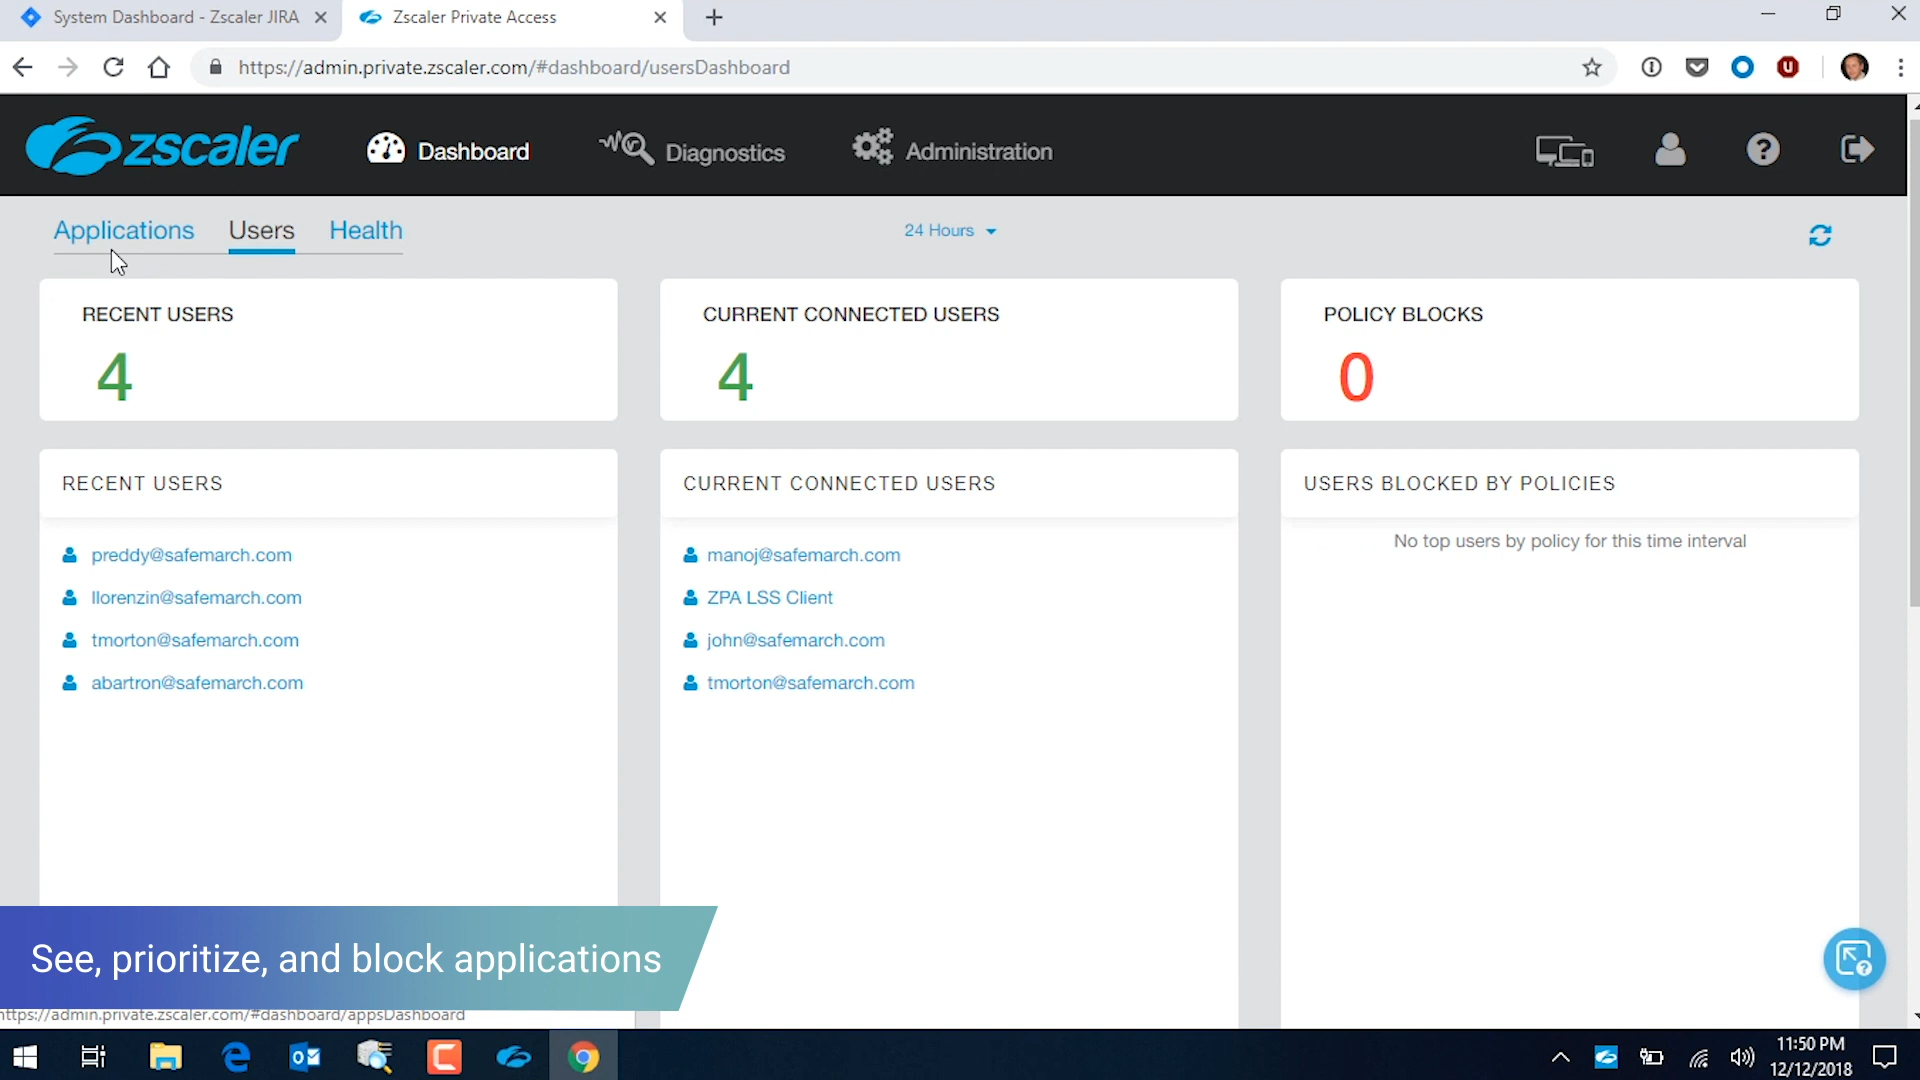 System Dashboard - Zscaler JIRA
Zscaler Private Access
https://admin.private.zscaler.com/#dashboard/usersDashboard
zscaler
Dashboard
Diagnostics
Administration
Applications
Users
Health
24 Hours
RECENT USERS
4
CURRENT CONNECTED USERS
4
POLICY BLOCKS
0
RECENT USERS
preddy@safemarch.com
llorenzin@safemarch.com
tmorton@safemarch.com
abartron@safemarch.com
CURRENT CONNECTED USERS
manoj@safemarch.com
ZPA LSS Client
john@safemarch.com
tmorton@safemarch.com
USERS BLOCKED BY POLICIES
No top users by policy for this time interval
See, prioritize, and block applications
https://admin.private.zscaler.com/#dashboard/appsDashboard
11:50 PM
12/12/2018